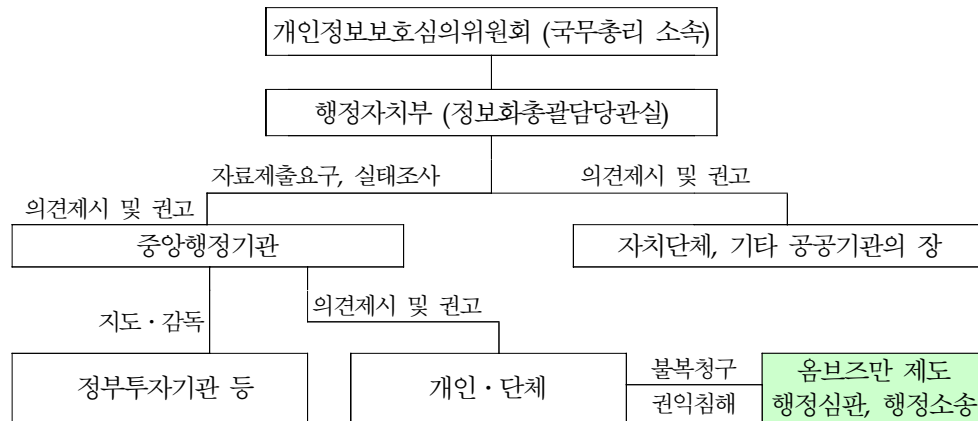 개인정보보호심의위원회 (국무총리 소속)
행정자치부 (정보화총괄담당관실)
자료제출요구, 실태조사
의견제시 및 권고
의견제시 및 권고
중앙행정기관
자치단체, 기타 공공기관의 장
의견제시 및 권고
지도·감독
정부투자기관 등
개인·단체
불복청구
권익침해
옴브즈만 제도
행정심판, 행정소송